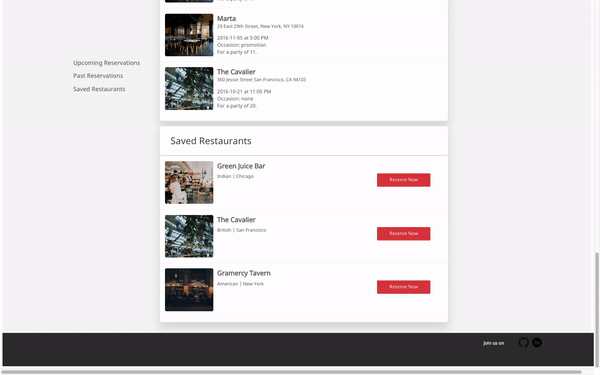 Marta
29 East 29th Street, New York, NY 10016
2016-11-05 at 5:00 PM
Occasion: promotion
For a party of 11.
Upcoming Reservations
Past Reservations
Saved Restaurants
The Cavalier
360 Jessie Street San Francisco, CA 94103
2016-10-21 at 11:00 PM
Occasion: none
For a party of 20.
Saved Restaurants
Green Juice Bar
Indian | Chicago
Reserve Now
The Cavalier
British | San Francisco
Reserve Now
Gramercy Tavern
American | New York
Reserve Now
Join us on